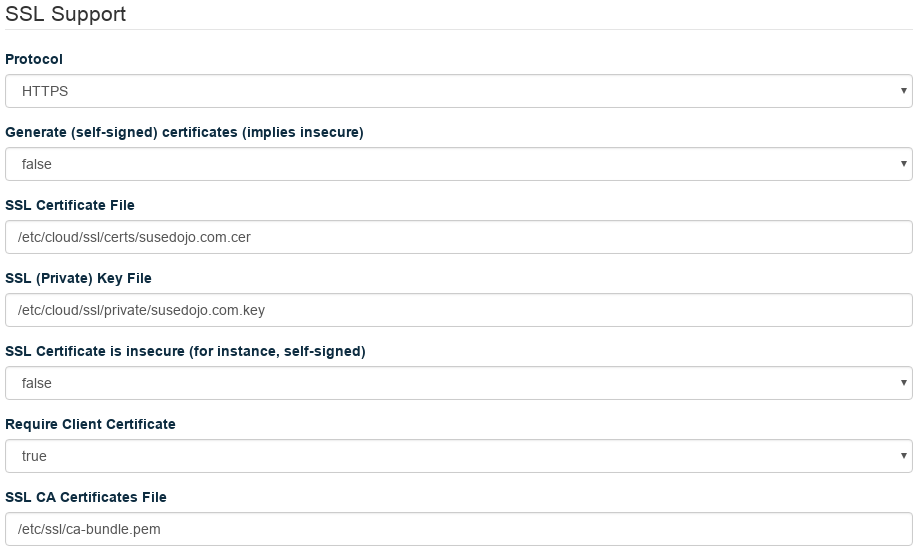 SSL Support
Protocol
HTTPS
Generate (self-signed) certificates (implies insecure)
false
SSL Certificate File
/etc/cloud/ssl/certs/susedojo.com.cer
SSL (Private) Key File
/etc/cloud/ssl/private/susedojo.com.key
SSL Certificate is insecure (for instance, self-signed)
false
Require Client Certificate
true
SSL CA Certificates File
/etc/ssl/ca-bundle.pem